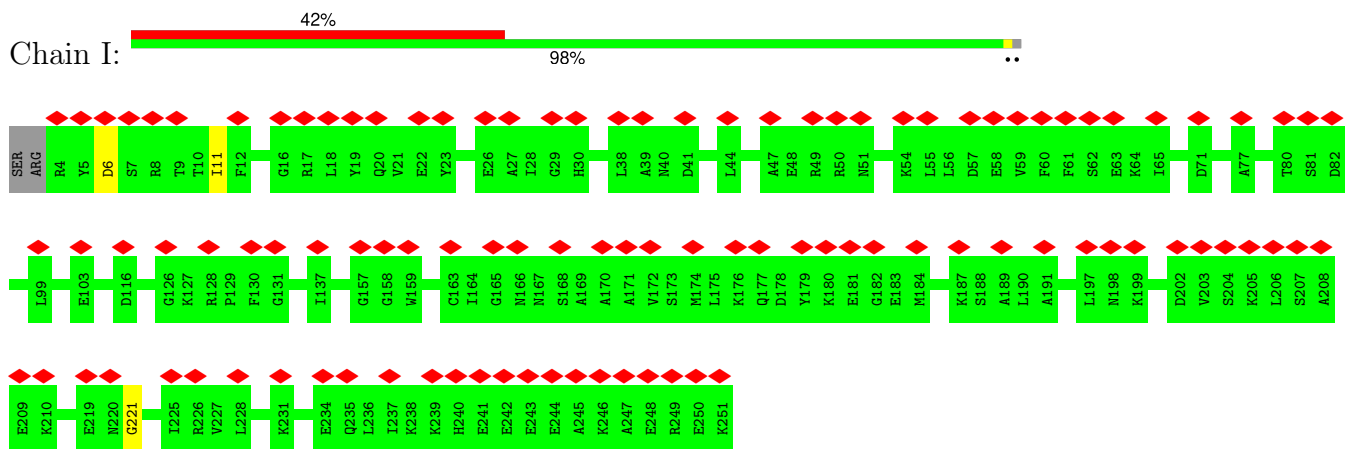 42%
Chain I:
98%
••
SER ARG R4 Y5 D6 S7 R8 T9 T10 I11 F12 G16 R17 L18 Y19 Q20 V21 E22 Y23 E26 A27 I28 G29 H30 L38 A39 N40 D41 L44 A47 E48 R49 R50 N51 K54 L55 L56 D57 E58 V59 F60 F61 S62 E63 K64 I65 D71 A77 T80 S81 D82
L99 E103 D116 G126 K127 R128 P129 F130 G131 I137 G157 G158 W159 C163 I164 G165 N166 N167 S168 A169 A170 A171 V172 S173 M174 L175 K176 Q177 D178 Y179 K180 E181 G182 E183 M184 K187 S188 A189 L190 A191 L197 N198 K199 D202 V203 S204 K205 L206 S207 A208
E209 K210 E219 N220 G221 I225 R226 V227 L228 K231 E234 Q235 L236 I237 K238 K239 H240 E241 E242 E243 E244 A245 K246 A247 E248 R249 E250 K251